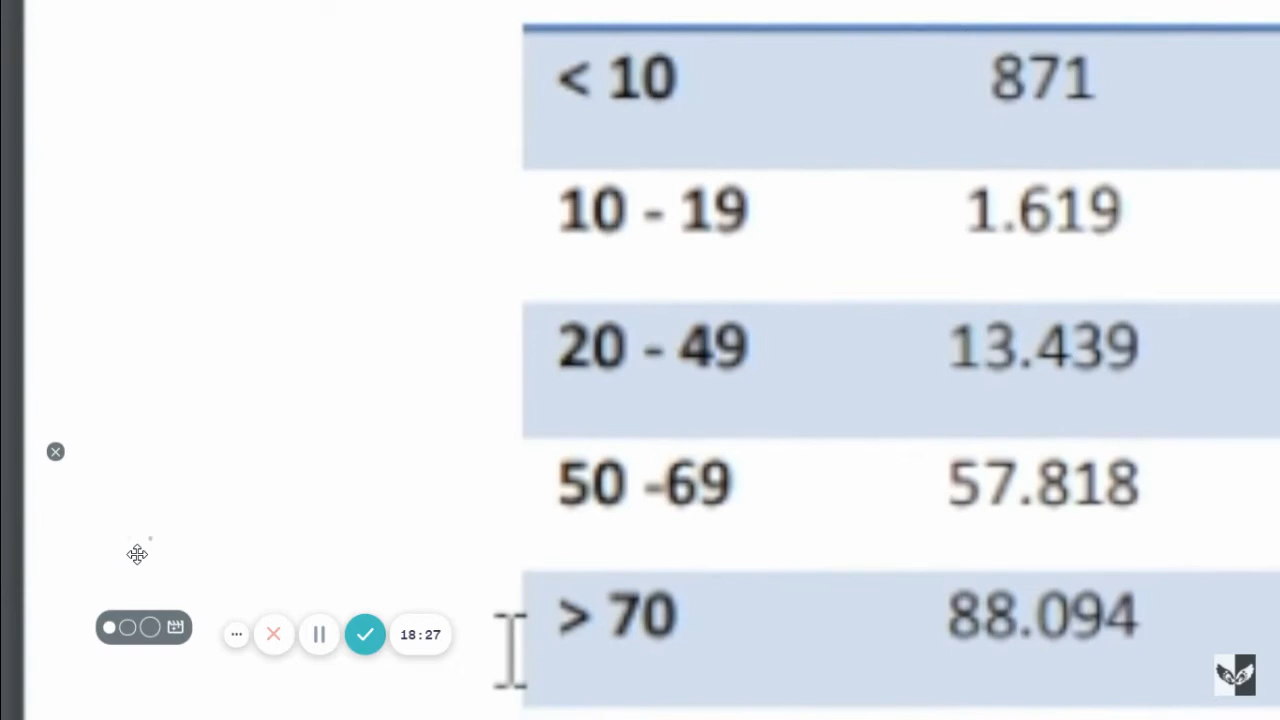 < 10 871
10 - 19 1.619
20 - 49 13.439
50 -69 57.818
> 70 88.094
18:27